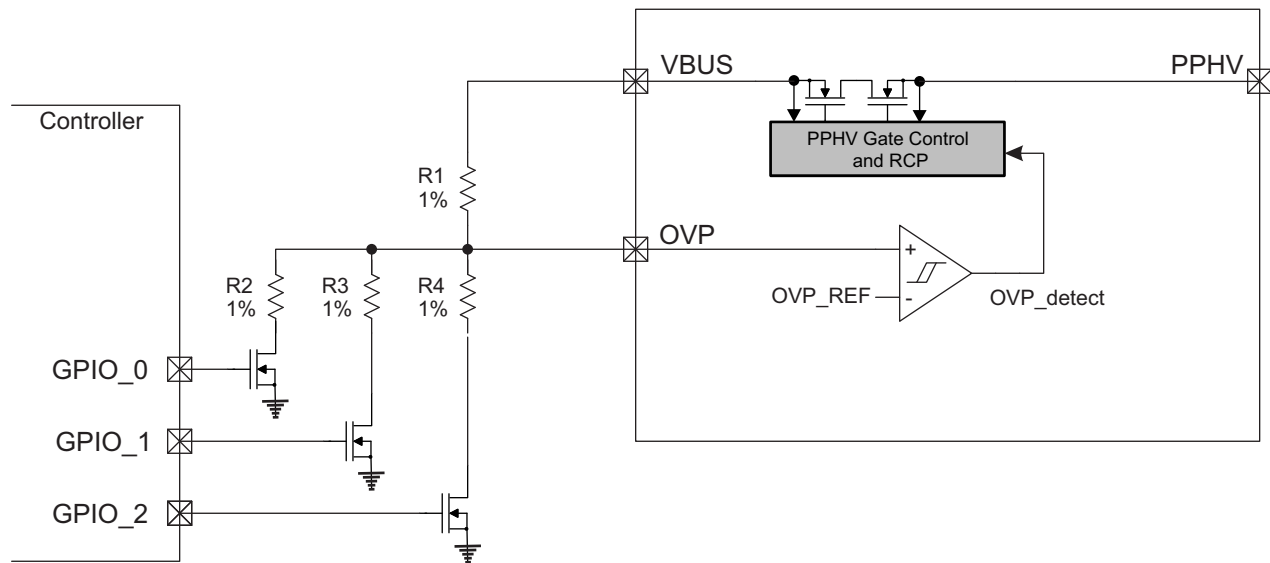 VBUS
PPHV
Controller
PPHV Gate Control
and RCP
R1
1%
OVP
R2
1%
R3
1%
R4
1%
+
OVP_REF
-
OVP_detect
GPIO_0
GPIO_1
GPIO_2